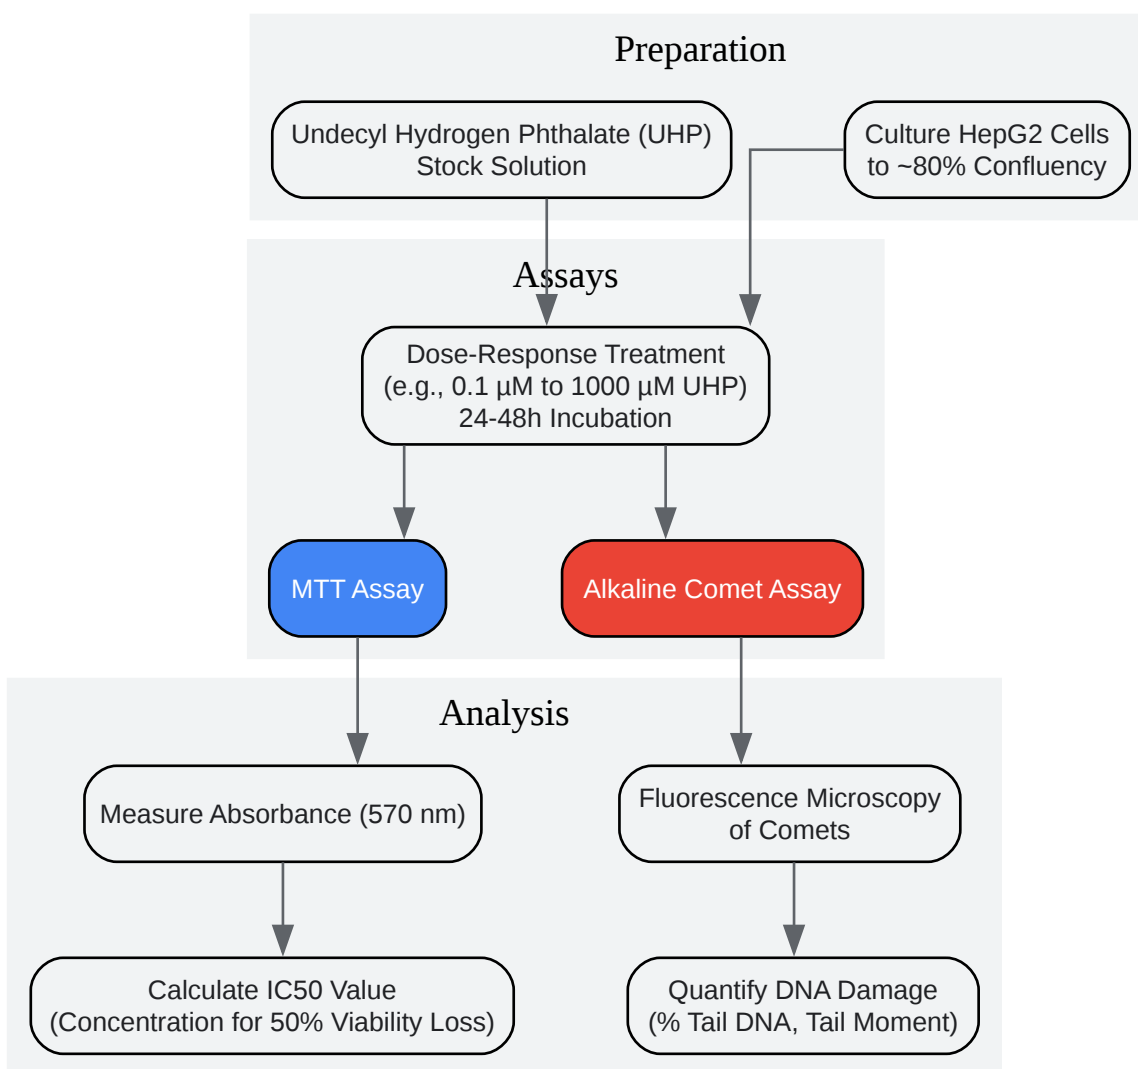 Preparation
Undecyl Hydrogen Phthalate (UHP)
Stock Solution
Culture HepG2 Cells
to ~80% Confluency
Assays
Dose-Response Treatment
(e.g., 0.1 µM to 1000 µM UHP)
24-48h Incubation
MTT Assay
Alkaline Comet Assay
Analysis
Measure Absorbance (570 nm)
Fluorescence Microscopy
of Comets
Calculate IC50 Value
(Concentration for 50% Viability Loss)
Quantify DNA Damage
(% Tail DNA, Tail Moment)